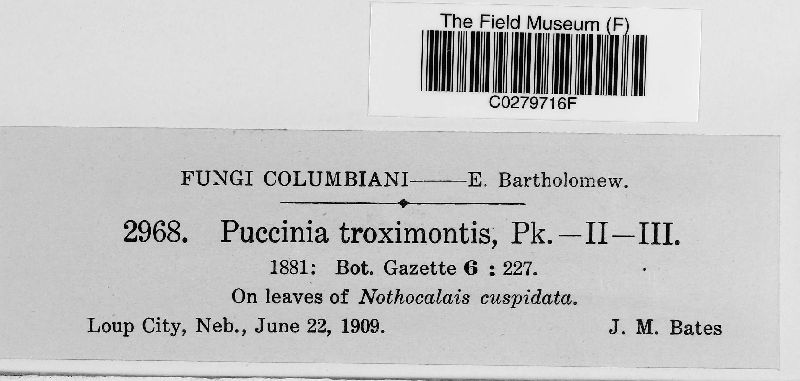 The Field Museum (F)
C0279716F
FUNGI COLUMBIANI——E. Bartholomew.
2968. Puccinia troximontis, Pk.—II—III.
1881: Bot. Gazette 6 : 227.
On leaves of Nothocalais cuspidata.
Loup City, Neb., June 22, 1909. J. M. Bates